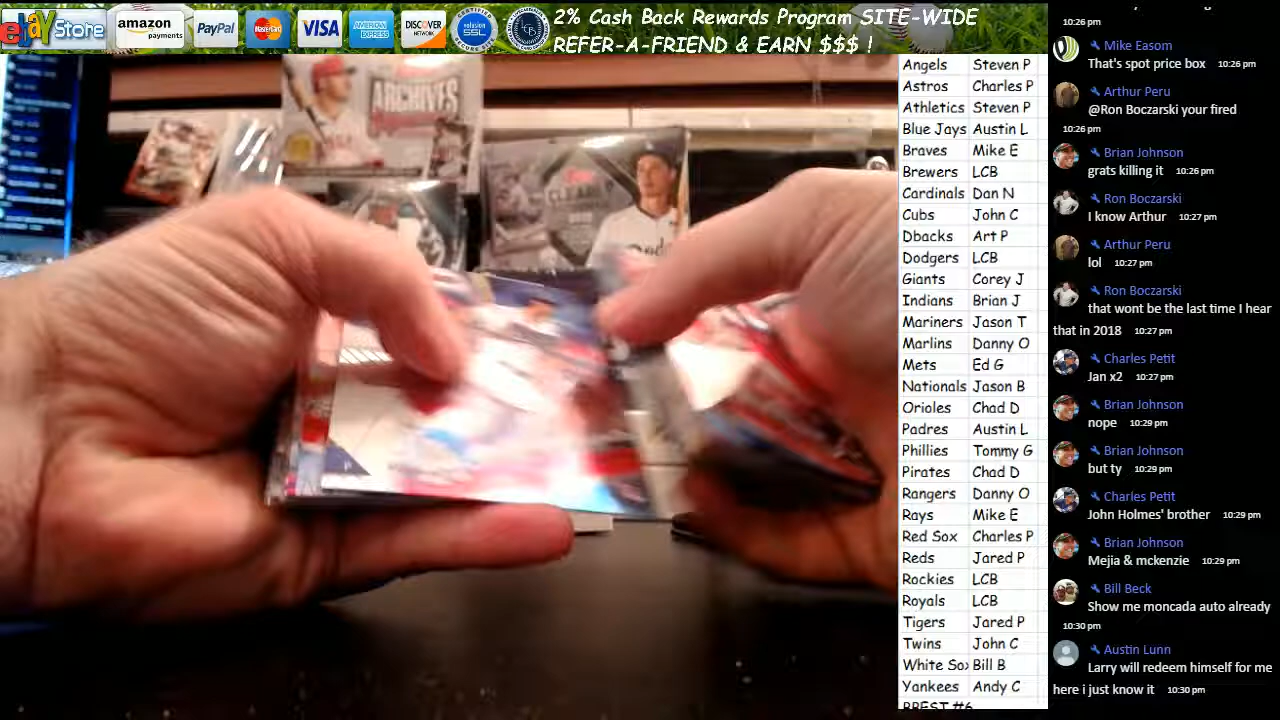 ebay Store
amazon
payments
PayPal
MasterCard
VISA
AMERICAN
EXPRESS
DISCOVER
NETWORK
2% Cash Back Rewards Program SITE-WIDE
REFER-A-FRIEND & EARN $$$ !
ARCHIVES
Angels Steven P
Astros Charles P
Athletics Steven P
Blue Jays Austin L
Braves Mike E
Brewers LCB
Cardinals Dan N
Cubs John C
Dbacks Art P
Dodgers LCB
Giants Corey J
Indians Brian J
Mariners Jason T
Marlins Danny O
Mets Ed G
Nationals Jason B
Orioles Chad D
Padres Austin L
Phillies Tommy G
Pirates Chad D
Rangers Danny O
Rays Mike E
Red Sox Charles P
Reds Jared P
Rockies LCB
Royals LCB
Tigers Jared P
Twins John C
White Sox Bill B
Yankees Andy C
BBEST #6
10:26 pm
Mike Easom
That's spot price box 10:26 pm
Arthur Peru
@Ron Boczarski your fired
10:26 pm
Brian Johnson
grats killing it 10:26 pm
Ron Boczarski
I know Arthur 10:27 pm
Arthur Peru
lol 10:27 pm
Ron Boczarski
that wont be the last time I hear
that in 2018 10:27 pm
Charles Petit
Jan x2 10:27 pm
Brian Johnson
nope 10:29 pm
Brian Johnson
but ty 10:29 pm
Charles Petit
John Holmes' brother 10:29 pm
Brian Johnson
Mejia & mckenzie 10:29 pm
Bill Beck
Show me moncada auto already
10:30 pm
Austin Lunn
Larry will redeem himself for me
here i just know it 10:30 pm